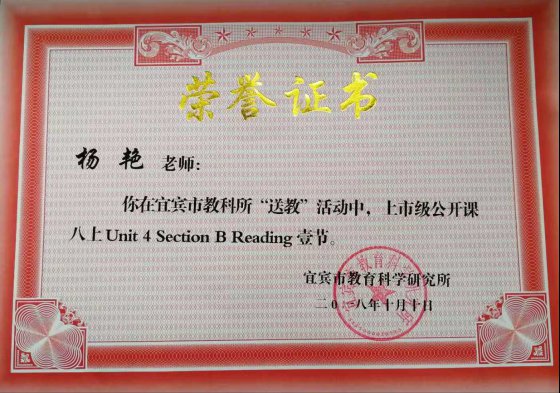 荣誉证书
杨艳 老师：
你在宜宾市教科所“送教”活动中，上市级公开课
八上 Unit 4 Section B Reading 壹节。
宜宾市教育科学研究所
二0一八年十月十日